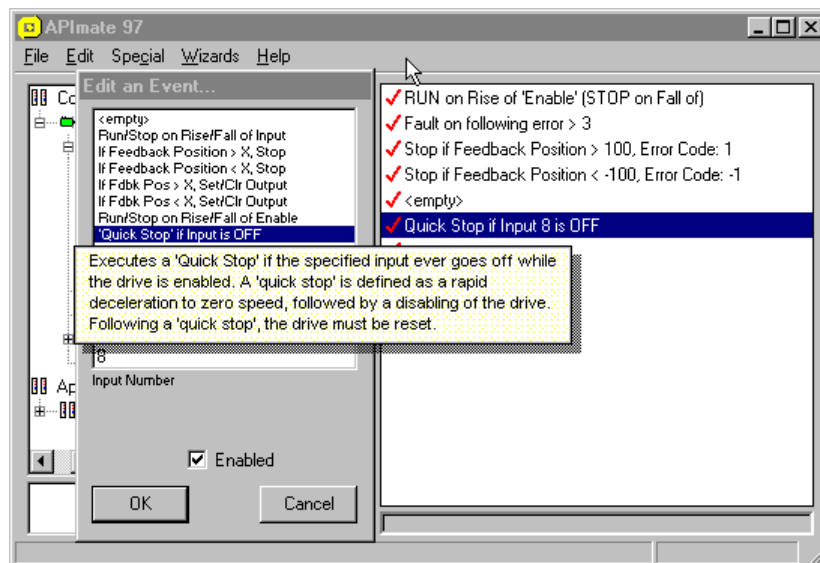 APImate 97
File Edit Special Wizards Help
Edit an Event...
<empty>
Run/Stop on Rise/Fall of Input
If Feedback Position > X, Stop
If Feedback Position < X, Stop
If Fdbk Pos > X, Set/Clr Output
If Fdbk Pos < X, Set/Clr Output
Run/Stop on Rise/Fall of Enable
'Quick Stop' if Input is OFF
Executes a 'Quick Stop' if the specified input ever goes off while
the drive is enabled. A 'quick stop' is defined as a rapid
deceleration to zero speed, followed by a disabling of the drive.
Following a 'quick stop', the drive must be reset.
8
Input Number
Enabled
OK Cancel
Co
Ap
RUN on Rise of 'Enable' (STOP on Fall of)
Fault on following error > 3
Stop if Feedback Position > 100, Error Code: 1
Stop if Feedback Position < -100, Error Code: -1
<empty>
Quick Stop if Input 8 is OFF